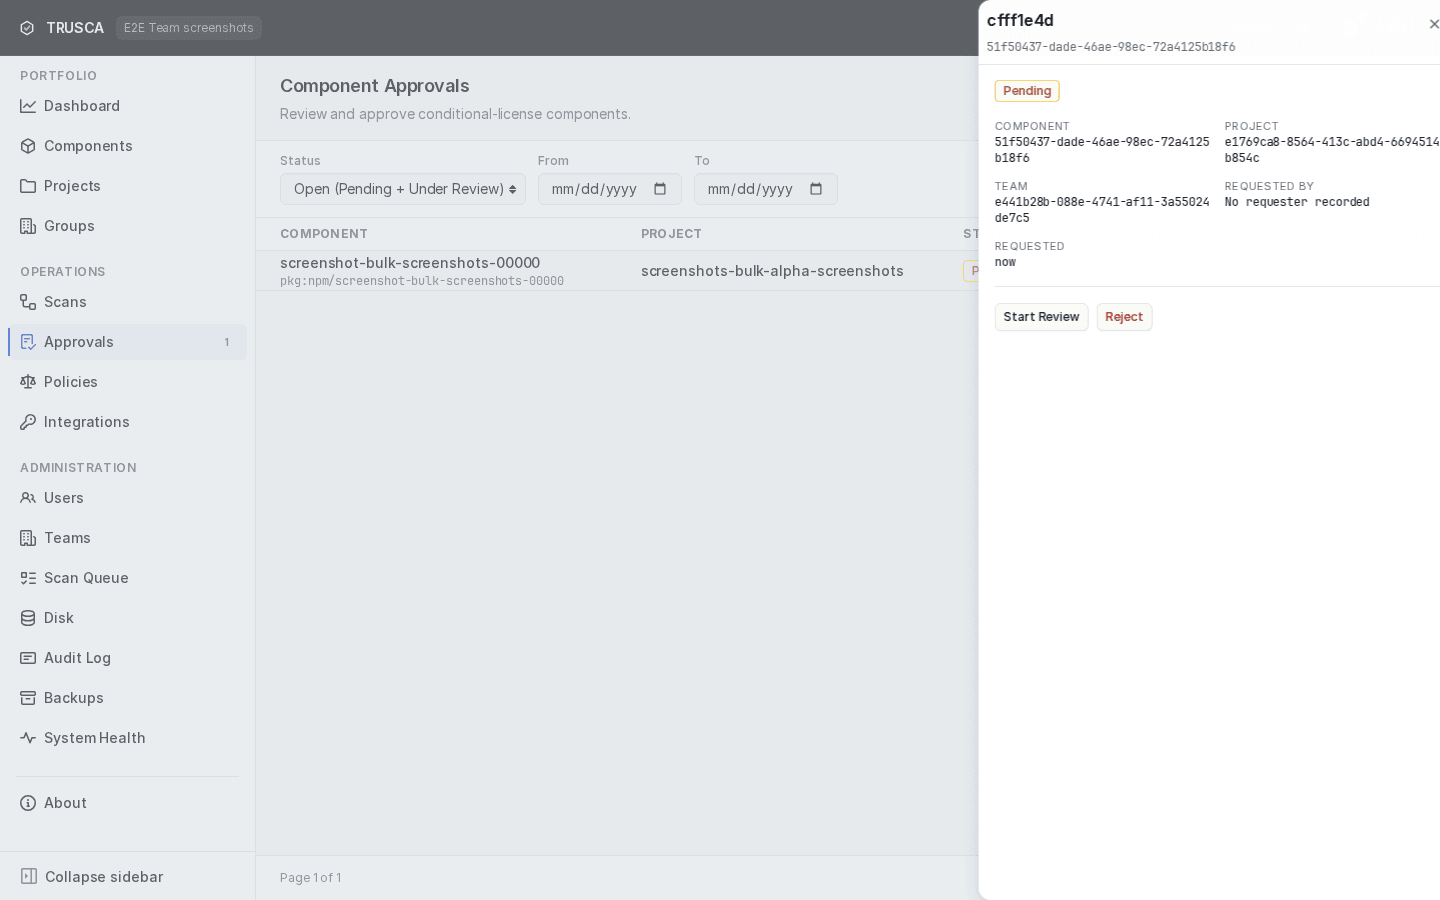 TRUSCA
E2E Team screenshots
PORTFOLIO
Dashboard
Components
Projects
Groups
OPERATIONS
Scans
Approvals 1
Policies
Integrations
ADMINISTRATION
Users
Teams
Scan Queue
Disk
Audit Log
Backups
System Health
About
Collapse sidebar
Component Approvals
Review and approve conditional-license components.
Status From To
Open (Pending + Under Review) mm/dd/yyyy mm/dd/yyyy
COMPONENT PROJECT
screenshot-bulk-screenshots-00000 screenshots-bulk-alpha-screenshots
pkg:npm/screenshot-bulk-screenshots-00000
Page 1 of 1
cfff1e4d
51f50437-dade-46ae-98ec-72a4125b18f6
Pending
COMPONENT
51f50437-dade-46ae-98ec-72a4125
b18f6
PROJECT
e1769ca8-8564-413c-abd4-6694514
b854c
TEAM
e441b28b-088e-4741-af11-3a55024
de7c5
REQUESTED BY
No requester recorded
REQUESTED
now
Start Review
Reject